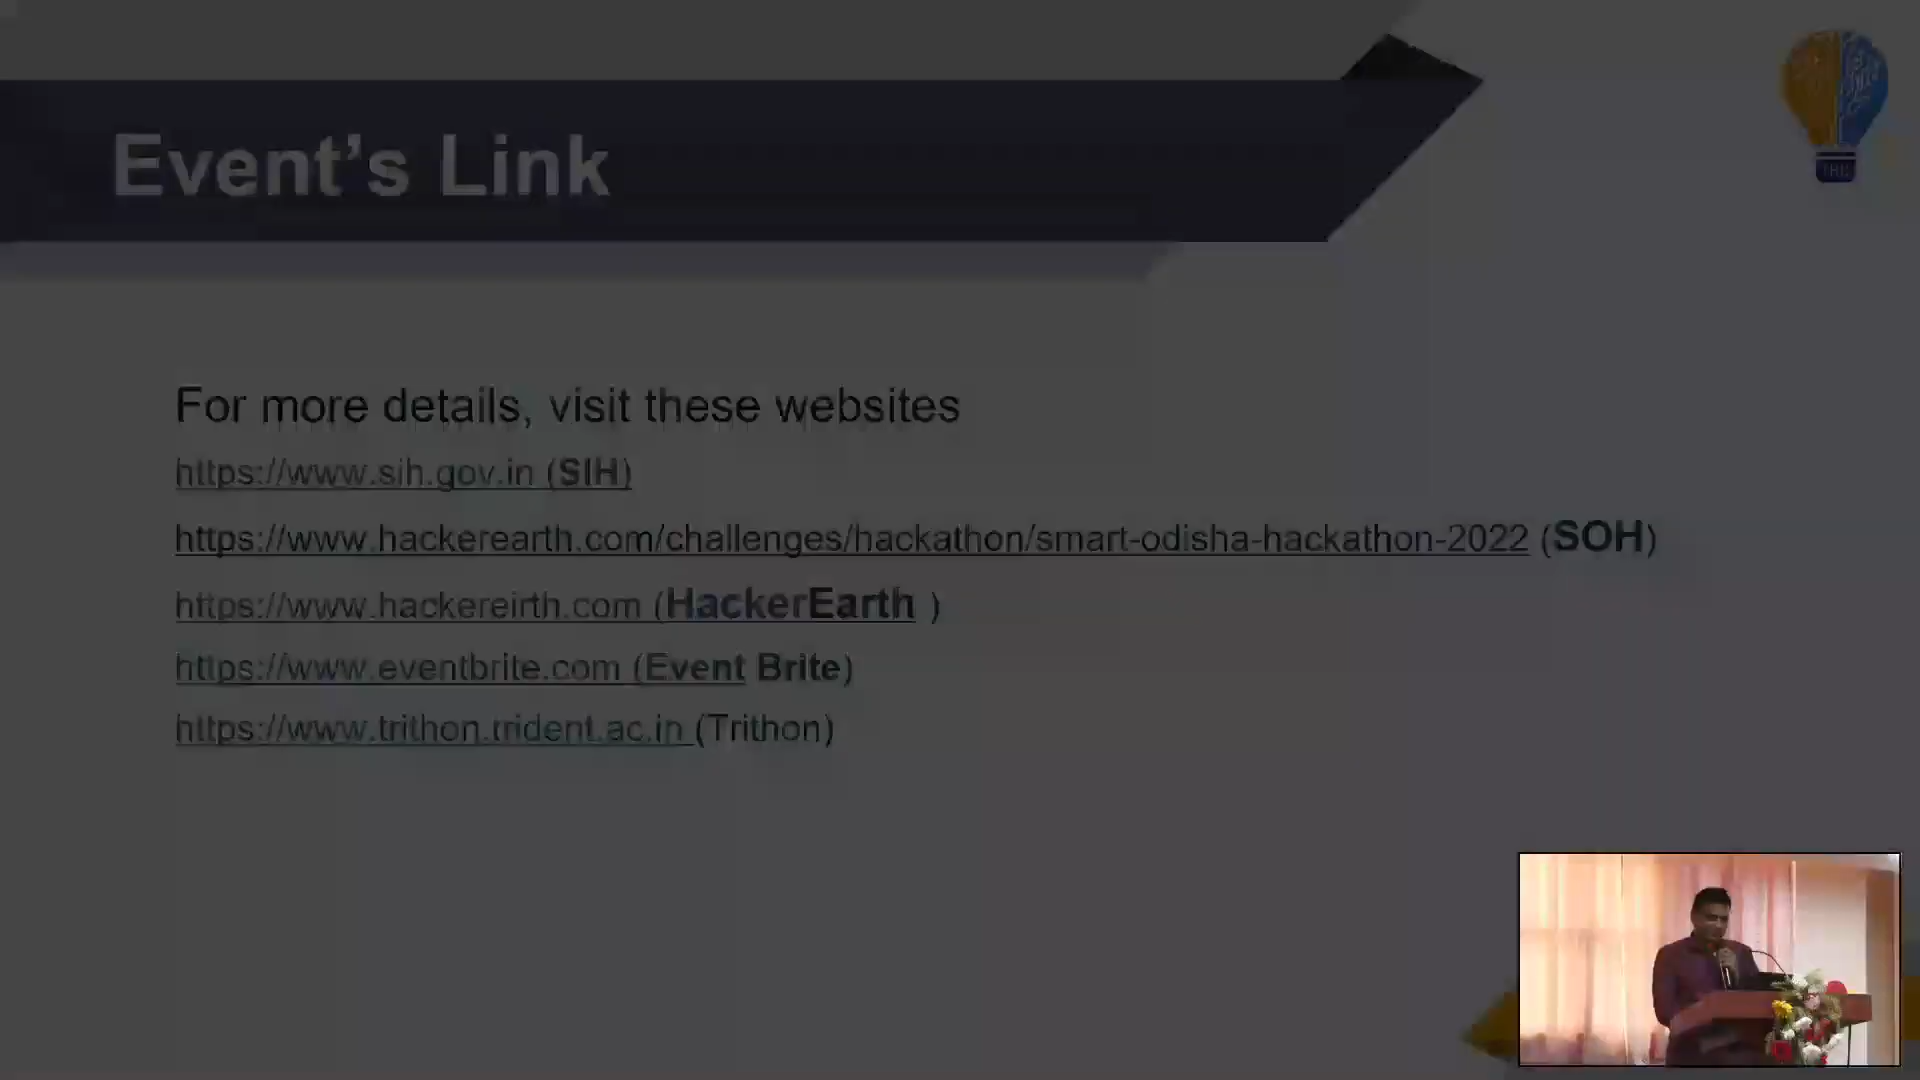 Event’s Link
For more details, visit these websites
https://www.sih.gov.in (SIH)
https://www.hackerearth.com/challenges/hackathon/smart-odisha-hackathon-2022 (SOH)
https://www.hackereirth.com (HackerEarth )
https://www.eventbrite.com (Event Brite)
https://www.trithon.trident.ac.in (Trithon)